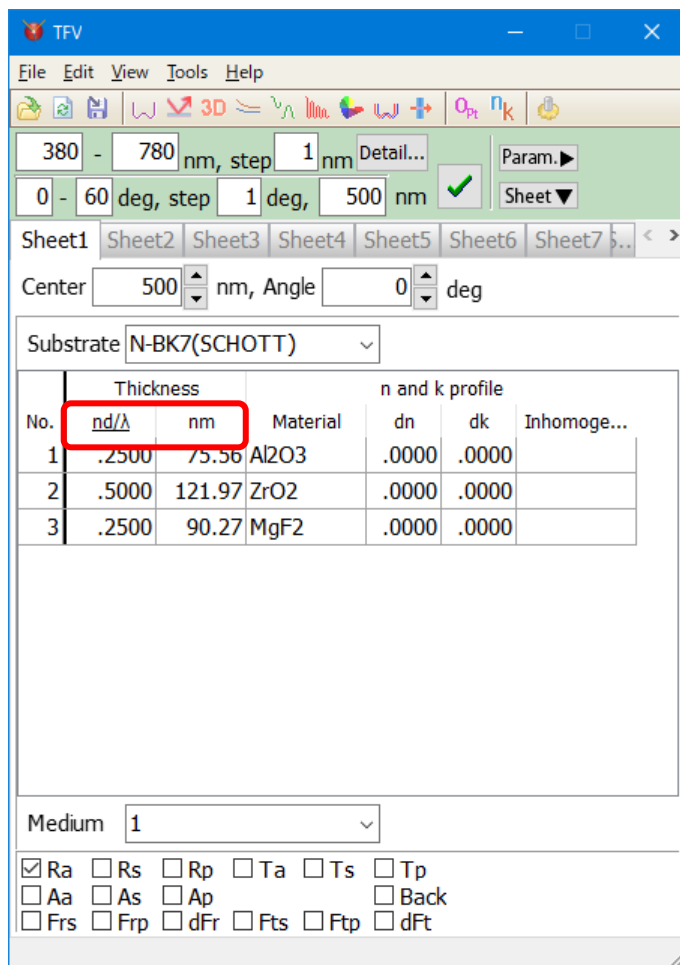 TFV
File Edit View Tools Help
3D OPt nk
380 - 780 nm, step 1 nm Detail... Param.▶
0 - 60 deg, step 1 deg, 500 nm Sheet▼
Sheet1 Sheet2 Sheet3 Sheet4 Sheet5 Sheet6 Sheet7
Center 500 nm, Angle 0 deg
Substrate N-BK7(SCHOTT)
Thickness n and k profile
No. nd/λ nm Material dn dk Inhomoge...
1 .2500 75.56 Al2O3 .0000 .0000
2 .5000 121.97 ZrO2 .0000 .0000
3 .2500 90.27 MgF2 .0000 .0000
Medium 1
Ra Rs Rp Ta Ts Tp
Aa As Ap Back
Frs Frp dFr Fts Ftp dFt